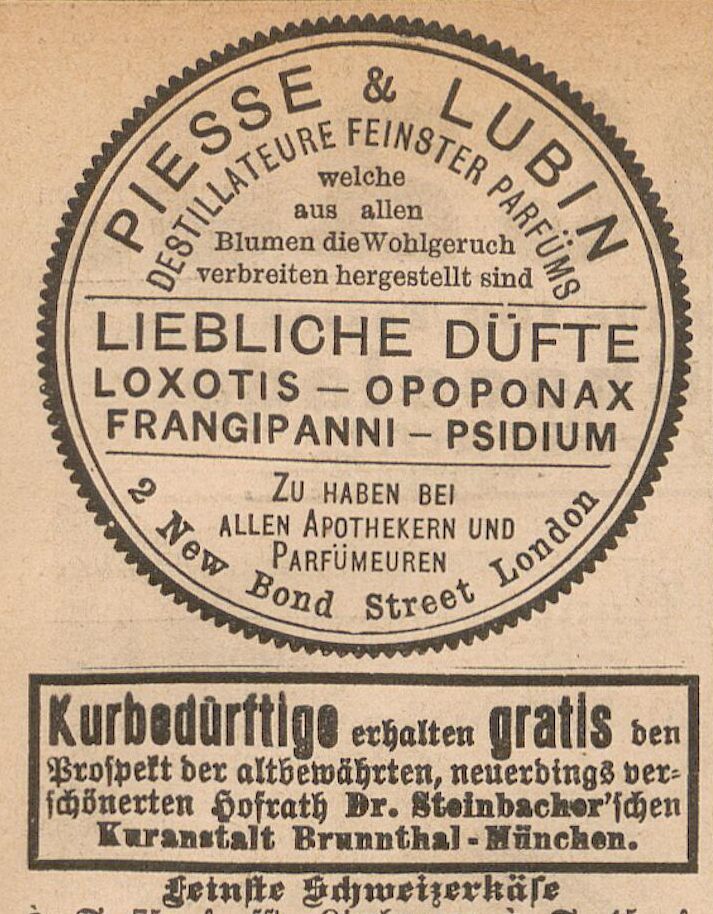 PIESSE & LUBIN
DESTILLATEURE FEINSTER PARFÜMS
welche
aus allen
Blumen die Wohlgeruch
verbreiten hergestellt sind
LIEBLICHE DÜFTE
LOXOTIS — OPOPONAX
FRANGIPANNI — PSIDIUM
ZU HABEN BEI
ALLEN APOTHEKERN UND
PARFÜMEUREN
2 New Bond Street London
Kurbedürftige erhalten gratis den
Prospekt der altbewährten, neuerdings ver-
schönerten Hofrath Dr. Steinbacher'schen
Kuranstalt Brunnthal-München.
Feinste Schweizerkäse